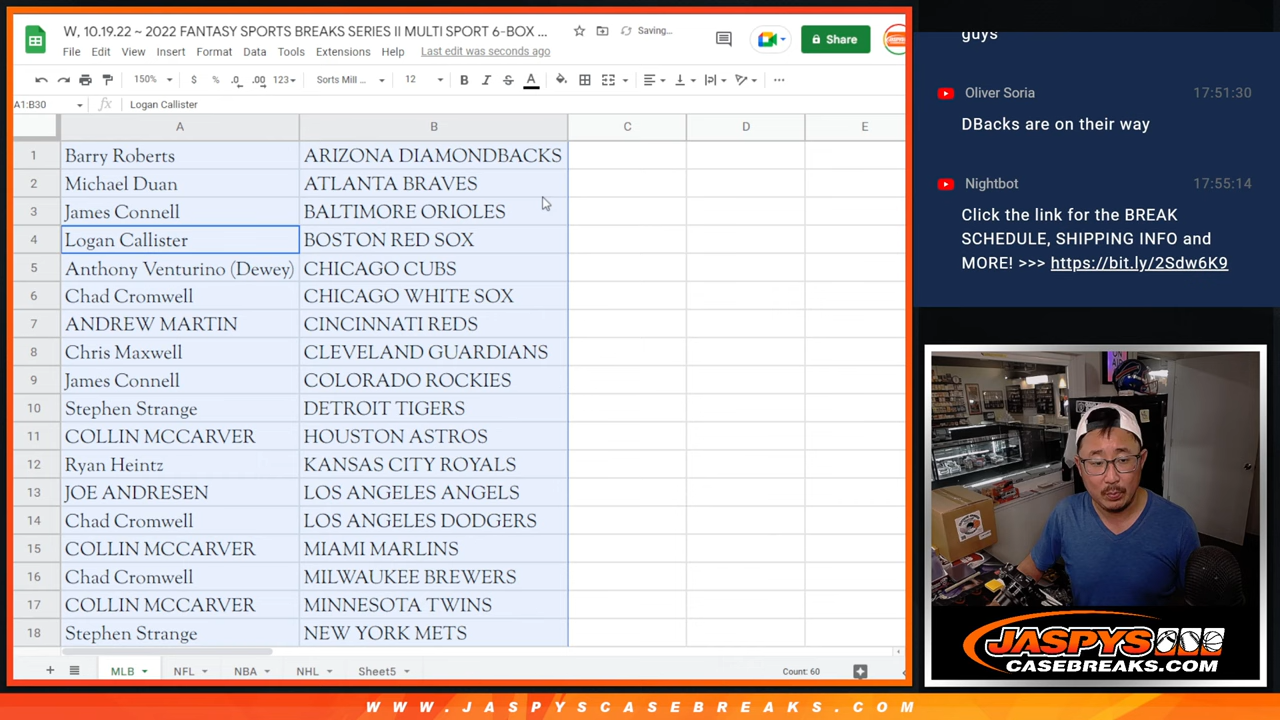 W, 10.19.22 ~ 2022 FANTASY SPORTS BREAKS SERIES II MULTI SPORT 6-BOX ...
Saving...
Share
File Edit View Insert Format Data Tools Extensions Help Last edit was seconds ago
150% $ % .0 .00 123 Sorts Mill ... 12 B I S A
A1:B30 fx Logan Callister
A B C D E
1 Barry Roberts ARIZONA DIAMONDBACKS
2 Michael Duan ATLANTA BRAVES
3 James Connell BALTIMORE ORIOLES
4 Logan Callister BOSTON RED SOX
5 Anthony Venturino (Dewey) CHICAGO CUBS
6 Chad Cromwell CHICAGO WHITE SOX
7 ANDREW MARTIN CINCINNATI REDS
8 Chris Maxwell CLEVELAND GUARDIANS
9 James Connell COLORADO ROCKIES
10 Stephen Strange DETROIT TIGERS
11 COLLIN MCCARVER HOUSTON ASTROS
12 Ryan Heintz KANSAS CITY ROYALS
13 JOE ANDRESEN LOS ANGELES ANGELS
14 Chad Cromwell LOS ANGELES DODGERS
15 COLLIN MCCARVER MIAMI MARLINS
16 Chad Cromwell MILWAUKEE BREWERS
17 COLLIN MCCARVER MINNESOTA TWINS
18 Stephen Strange NEW YORK METS
MLB NFL NBA NHL Sheet5 Count: 60
guys
Oliver Soria 17:51:30
DBacks are on their way
Nightbot 17:55:14
Click the link for the BREAK
SCHEDULE, SHIPPING INFO and
MORE! >>> https://bit.ly/2Sdw6K9
JASPYS
CASEBREAKS.COM
WWW.JASPYSCASEBREAKS.COM